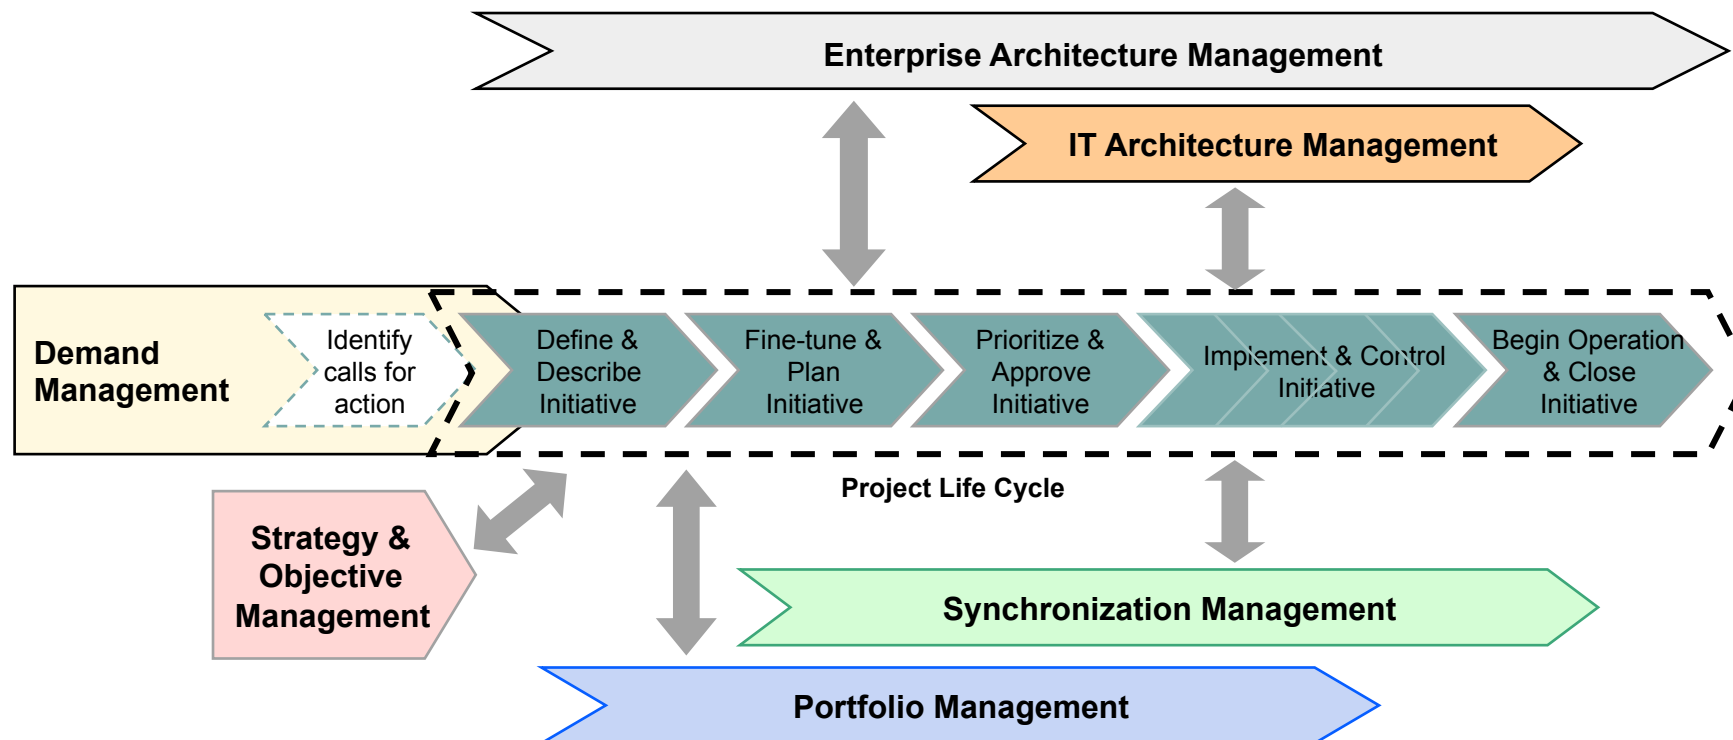 Enterprise Architecture Management
IT Architecture Management
Demand
Management
Identify
calls for
action
Define &
Describe
Initiative
Fine-tune &
Plan
Initiative
Prioritize &
Approve
Initiative
Implement & Control
Initiative
Begin Operation
& Close
Initiative
Project Life Cycle
Strategy &
Objective
Management
Synchronization Management
Portfolio Management